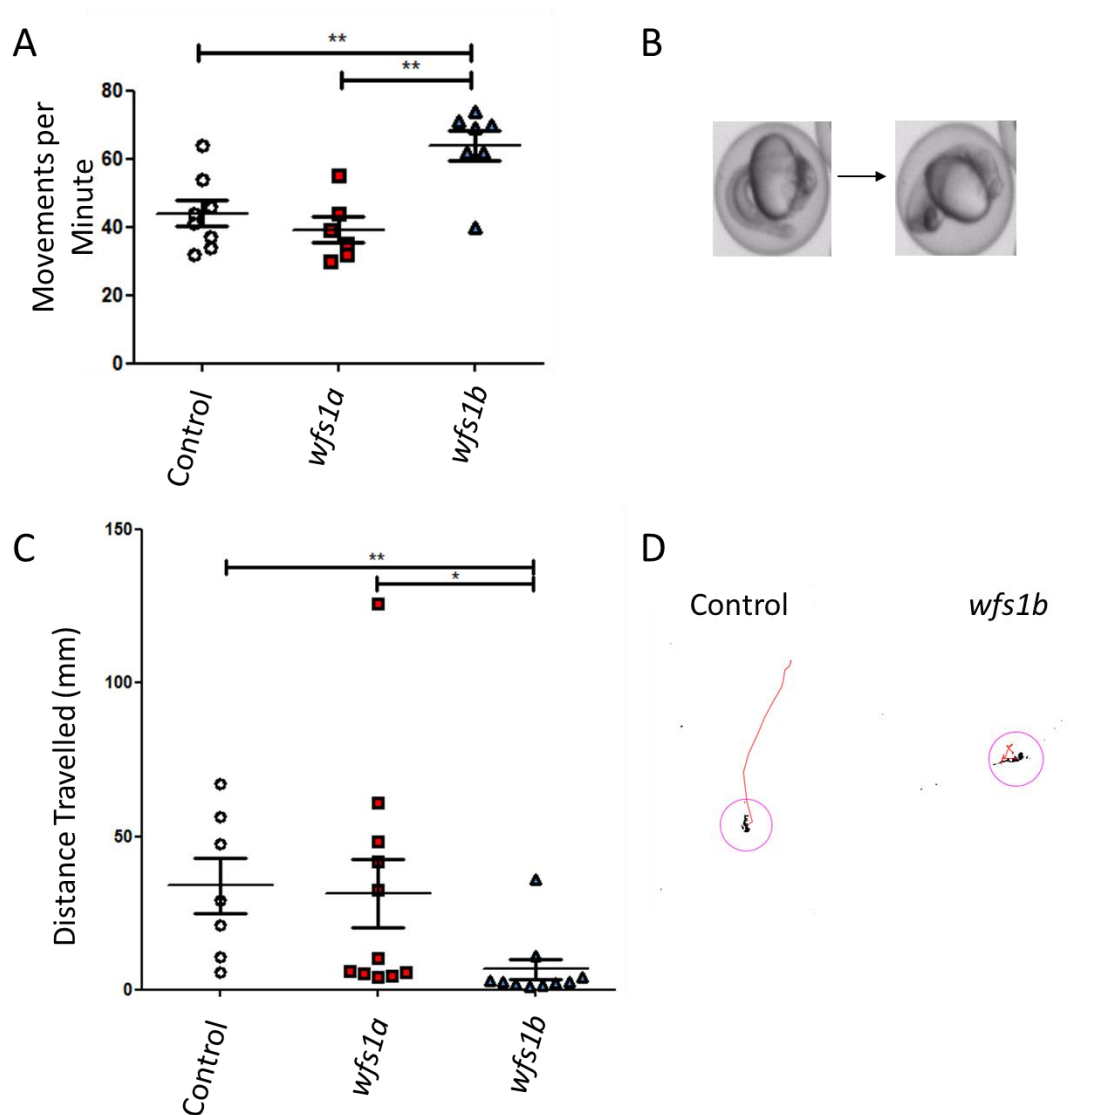 A
B
**
**
80
60
40
20
0
Movements per
Minute
Control
wfs1a
wfs1b
C
D
150
100
50
0
**
*
Distance Travelled (mm)
Control
wfs1a
wfs1b
Control
wfs1b